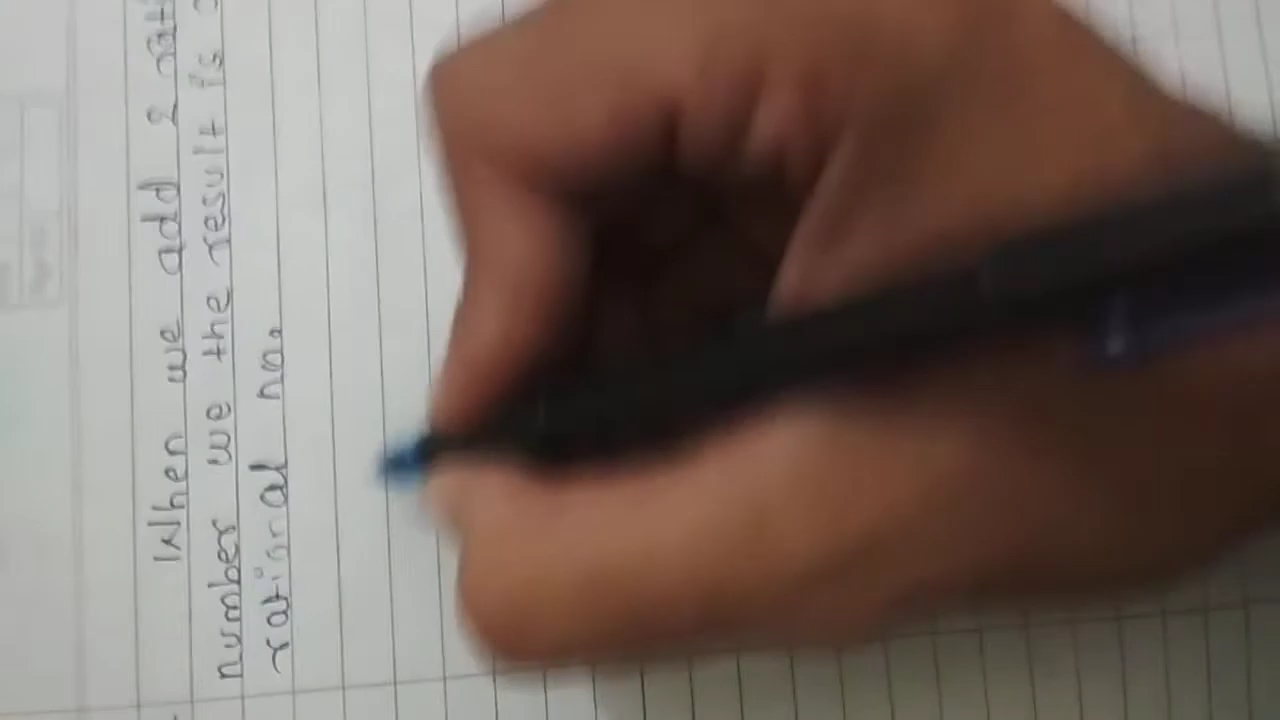 When we add 2
number we the result is
rational no.